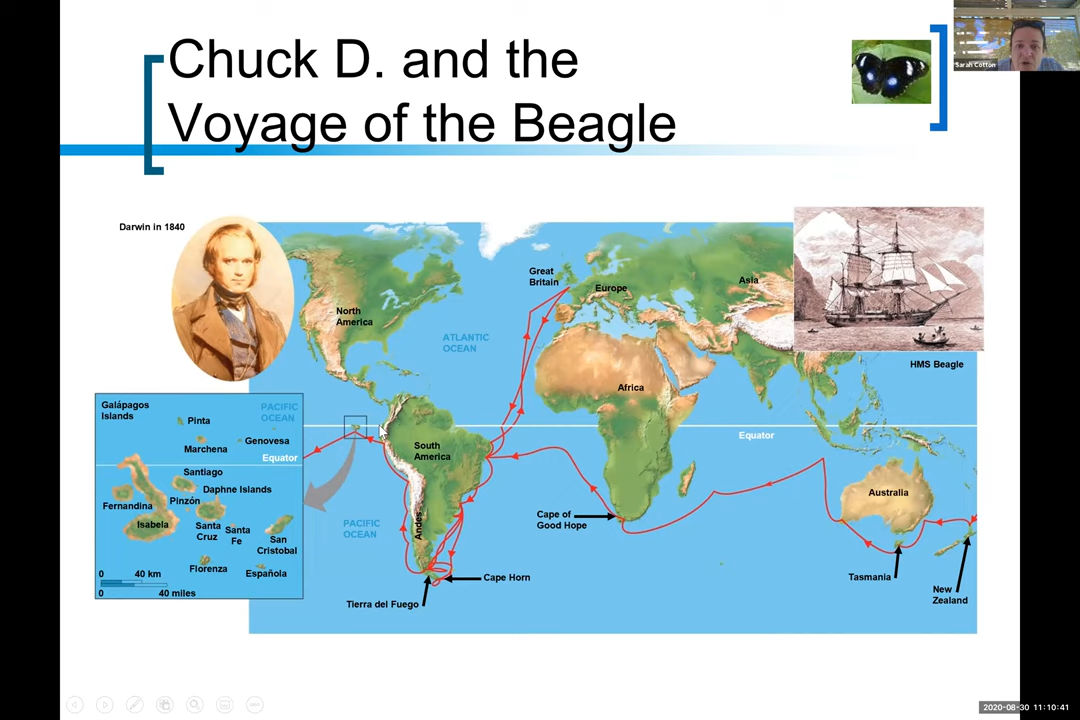 Chuck D. and the
Voyage of the Beagle
Sarah Cotton
Darwin in 1840
Great
Britain
Europe
Asia
North
America
ATLANTIC
OCEAN
HMS Beagle
Africa
Galápagos
Islands
PACIFIC
OCEAN
Pinta
Genovesa
Marchena
Equator
Santiago
Daphne Islands
Pinzón
Fernandina
Isabela
Santa
Cruz
Santa
Fe
San
Cristobal
Florenza
Española
0
40 km
0
40 miles
South
America
Equator
PACIFIC
OCEAN
Andes
Cape of
Good Hope
Australia
Cape Horn
Tierra del Fuego
Tasmania
New
Zealand
2020-08-30 11:10:41